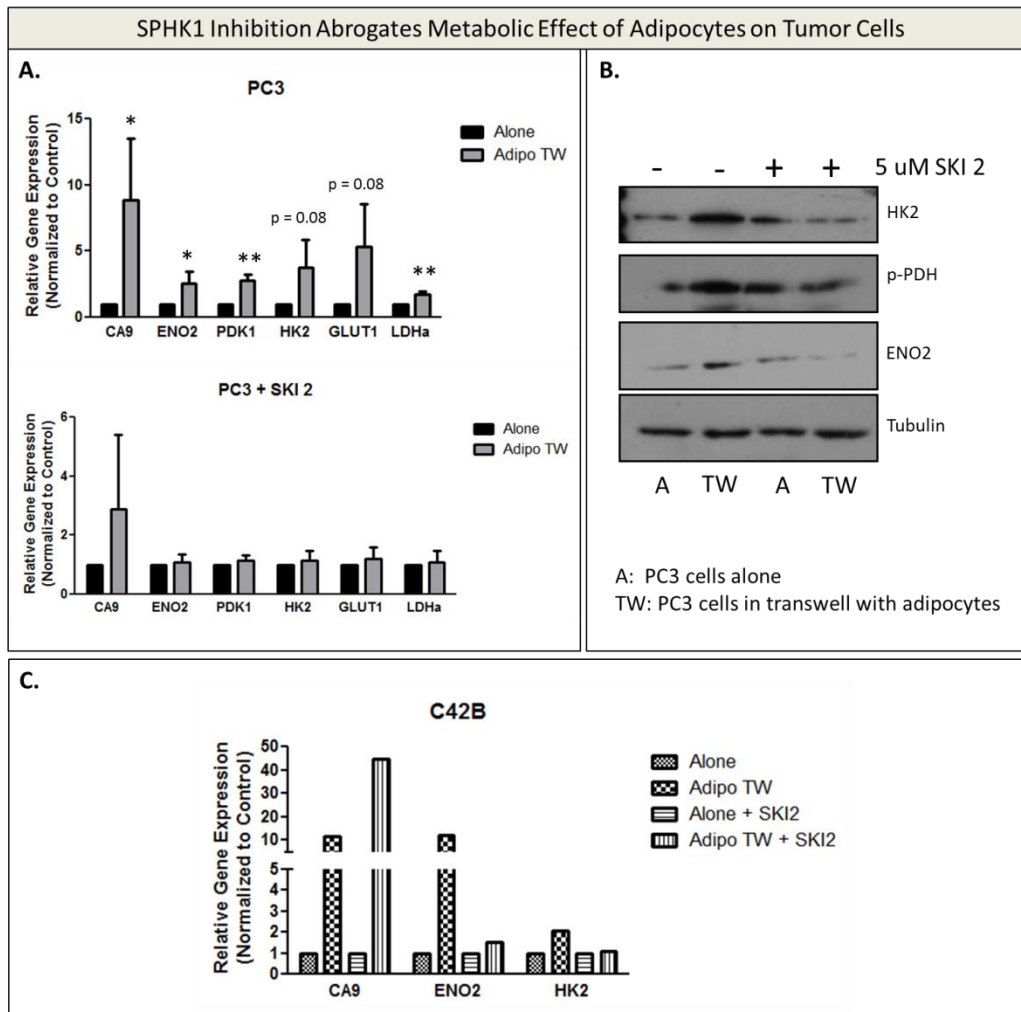 SPHK1 Inhibition Abrogates Metabolic Effect of Adipocytes on Tumor Cells
A.
PC3
Relative Gene Expression
(Normalized to Control)
15
10
5
0
*
*
**
p = 0.08
p = 0.08
**
Alone
Adipo TW
CA9 ENO2 PDK1 HK2 GLUT1 LDHa
PC3 + SKI 2
Relative Gene Expression
(Normalized to Control)
6
4
2
0
Alone
Adipo TW
CA9 ENO2 PDK1 HK2 GLUT1 LDHa
B.
- - + + 5 uM SKI 2
HK2
p-PDH
ENO2
Tubulin
A TW A TW
A: PC3 cells alone
TW: PC3 cells in transwell with adipocytes
C.
C42B
Relative Gene Expression
(Normalized to Control)
50
40
30
20
10
5
4
3
2
1
0
Alone
Adipo TW
Alone + SKI2
Adipo TW + SKI2
CA9 ENO2 HK2